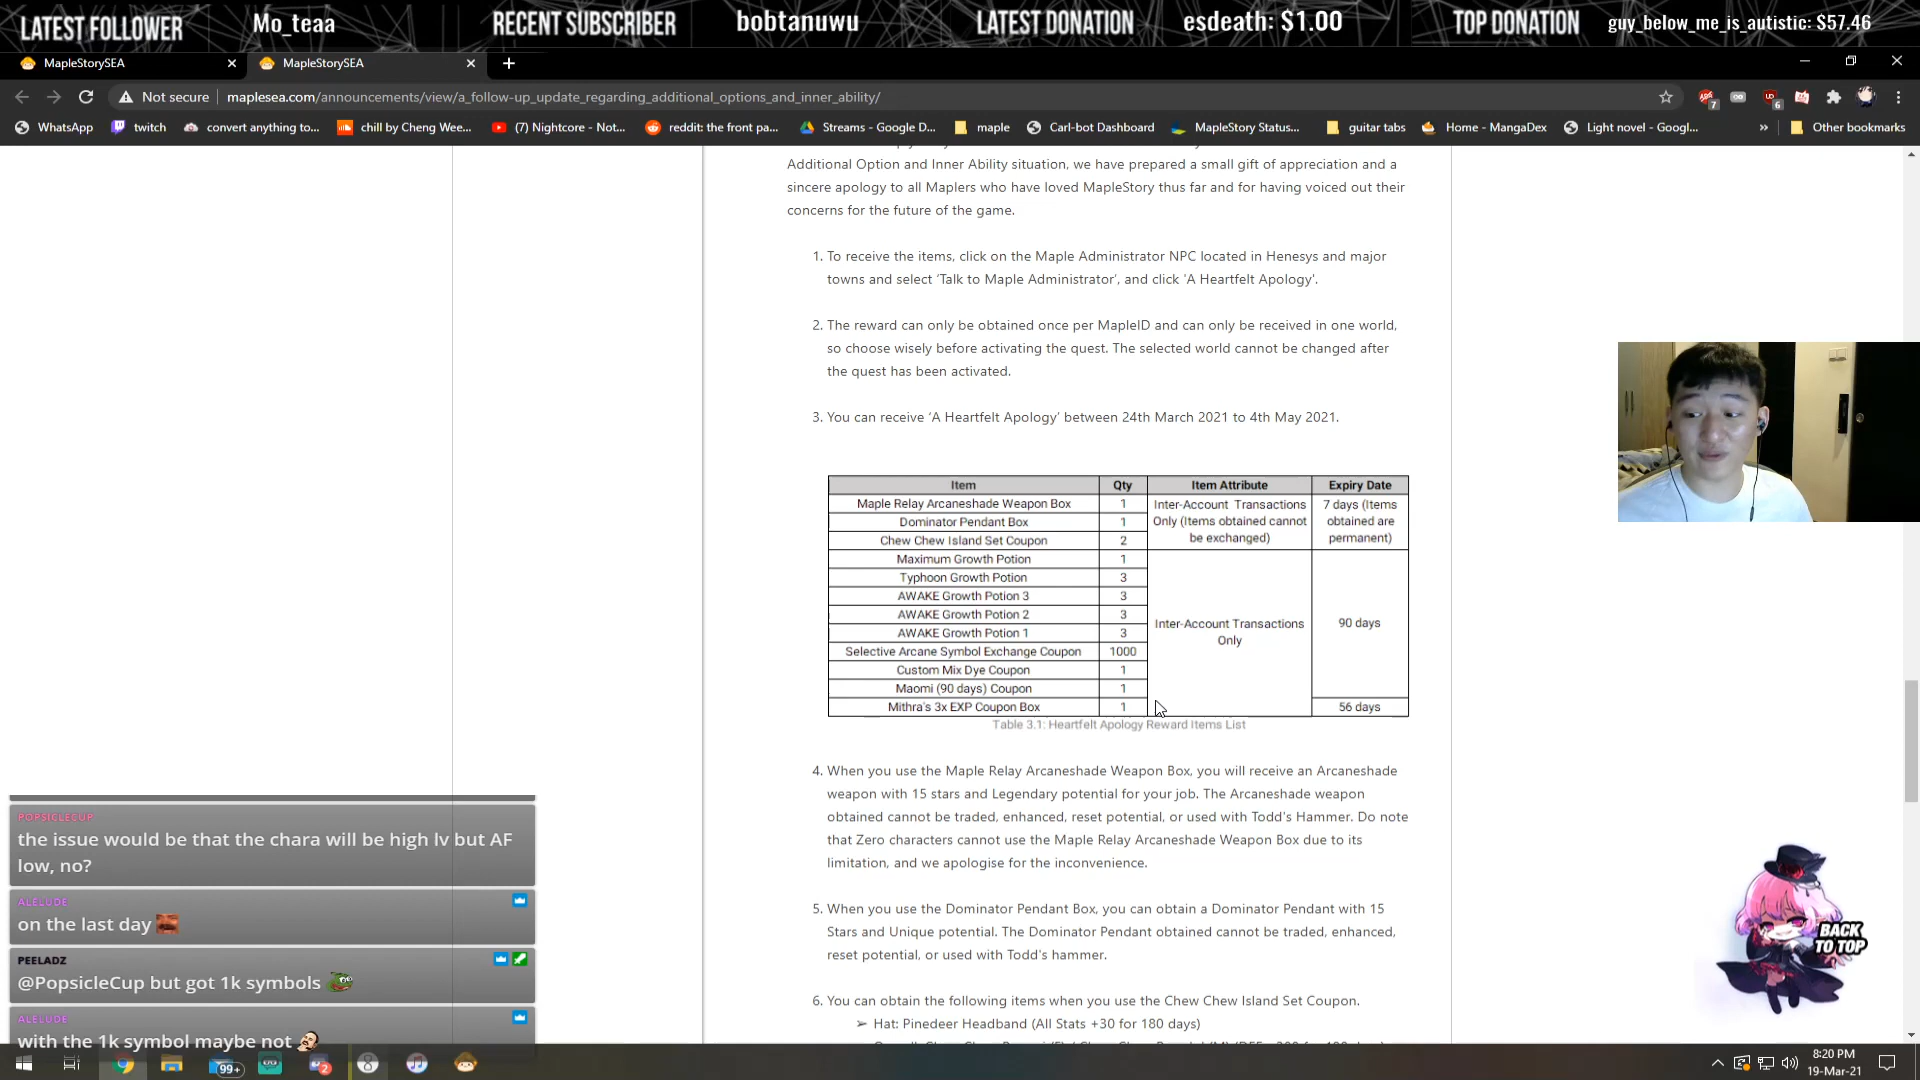 LATEST FOLLOWER Mo_teaa RECENT SUBSCRIBER bobtanuwu LATEST DONATION esdeath: $1.00 TOP DONATION guy_below_me_is_autistic: $57.46
MapleStorySEA MapleStorySEA
Not secure maplesea.com/announcements/view/a_follow-up_update_regarding_additional_options_and_inner_ability/
7 6
WhatsApp twitch convert anything to... chill by Cheng Wee... (7) Nightcore - Not... reddit: the front pa... Streams - Google D... maple Carl-bot Dashboard MapleStory Status... guitar tabs Home - MangaDex Light novel - Googl... » Other bookmarks
Additional Option and Inner Ability situation, we have prepared a small gift of appreciation and a
sincere apology to all Maplers who have loved MapleStory thus far and for having voiced out their
concerns for the future of the game.
1. To receive the items, click on the Maple Administrator NPC located in Henesys and major
towns and select ‘Talk to Maple Administrator’, and click 'A Heartfelt Apology'.
2. The reward can only be obtained once per MapleID and can only be received in one world,
so choose wisely before activating the quest. The selected world cannot be changed after
the quest has been activated.
3. You can receive ‘A Heartfelt Apology’ between 24th March 2021 to 4th May 2021.
Item Qty Item Attribute Expiry Date
Maple Relay Arcaneshade Weapon Box 1 Inter-Account Transactions 7 days (Items
Dominator Pendant Box 1 Only (Items obtained cannot obtained are
Chew Chew Island Set Coupon 2 be exchanged) permanent)
Maximum Growth Potion 1
Typhoon Growth Potion 3
AWAKE Growth Potion 3 3
AWAKE Growth Potion 2 3
AWAKE Growth Potion 1 3
Inter-Account Transactions Only 90 days
Selective Arcane Symbol Exchange Coupon 1000
Custom Mix Dye Coupon 1
Maomi (90 days) Coupon 1
Mithra's 3x EXP Coupon Box 1 56 days
Table 3.1: Heartfelt Apology Reward Items List
4. When you use the Maple Relay Arcaneshade Weapon Box, you will receive an Arcaneshade
weapon with 15 stars and Legendary potential for your job. The Arcaneshade weapon
obtained cannot be traded, enhanced, reset potential, or used with Todd's Hammer. Do note
that Zero characters cannot use the Maple Relay Arcaneshade Weapon Box due to its
limitation, and we apologise for the inconvenience.
5. When you use the Dominator Pendant Box, you can obtain a Dominator Pendant with 15
Stars and Unique potential. The Dominator Pendant obtained cannot be traded, enhanced,
reset potential, or used with Todd's hammer.
6. You can obtain the following items when you use the Chew Chew Island Set Coupon.
➢ Hat: Pinedeer Headband (All Stats +30 for 180 days)
POPSICLECUP
the issue would be that the chara will be high lv but AF
low, no?
ALELUDE
on the last day
PEELADZ
@PopsicleCup but got 1k symbols
ALELUDE
with the 1k symbol maybe not
BACK
TO TOP
99+ 2
8:20 PM
19-Mar-21